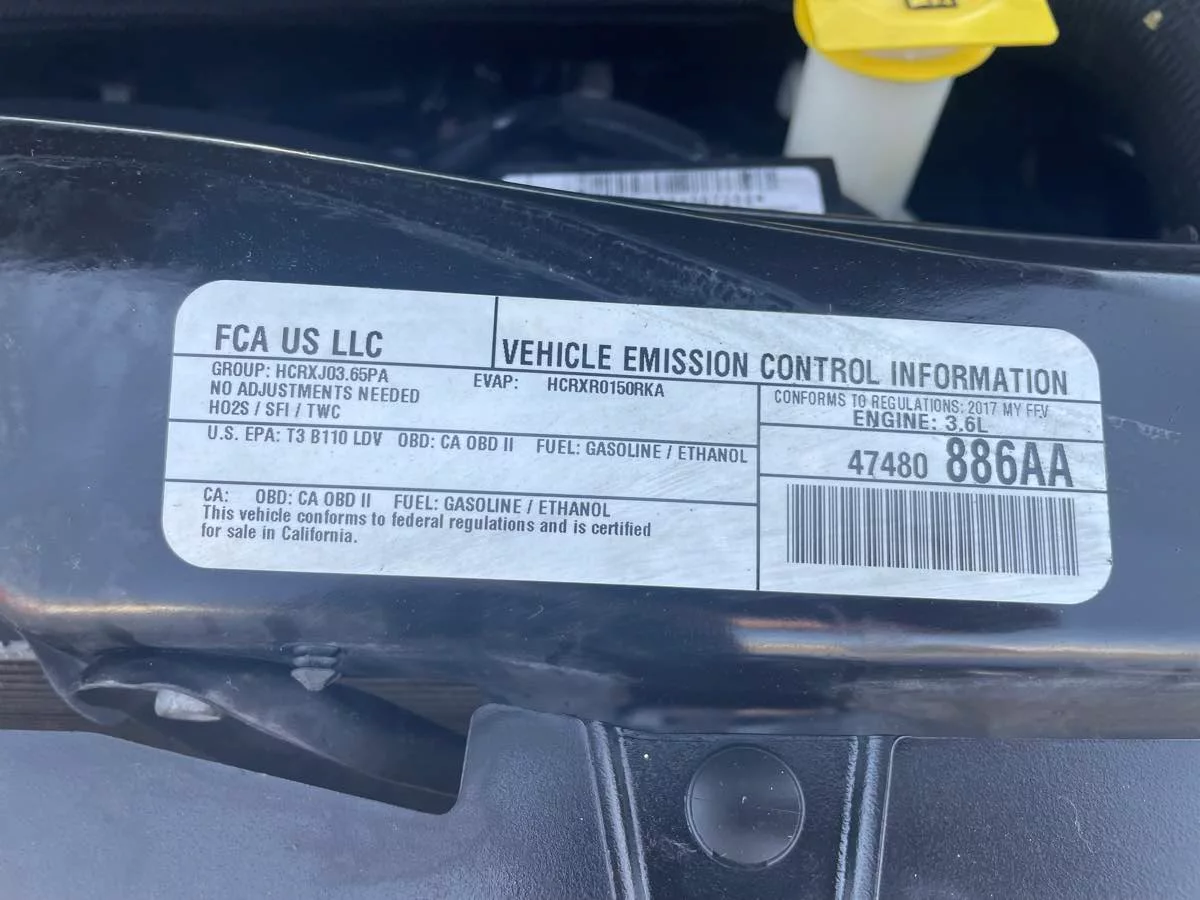 FCA US LLC
VEHICLE EMISSION CONTROL INFORMATION
GROUP: HCRXJ03.65PA
EVAP: HCRXR0150RKA
NO ADJUSTMENTS NEEDED
HO2S / SFI / TWC
CONFORMS TO REGULATIONS: 2017 MY FFV
ENGINE: 3.6L
U.S. EPA: T3 B110 LDV OBD: CA OBD II FUEL: GASOLINE / ETHANOL
47480 886AA
CA: OBD: CA OBD II FUEL: GASOLINE / ETHANOL
This vehicle conforms to federal regulations and is certified
for sale in California.